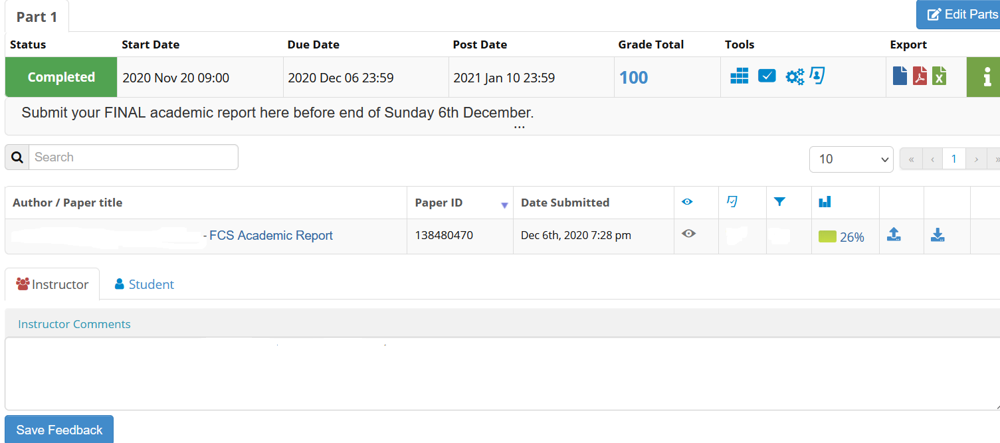 Part 1
Edit Parts
Status Start Date Due Date Post Date Grade Total Tools Export
Completed 2020 Nov 20 09:00 2020 Dec 06 23:59 2021 Jan 10 23:59 100
Submit your FINAL academic report here before end of Sunday 6th December.
...
Search
10 « ‹ 1 › »
Author / Paper title Paper ID Date Submitted
- FCS Academic Report 138480470 Dec 6th, 2020 7:28 pm 26%
Instructor Student
Instructor Comments
Save Feedback